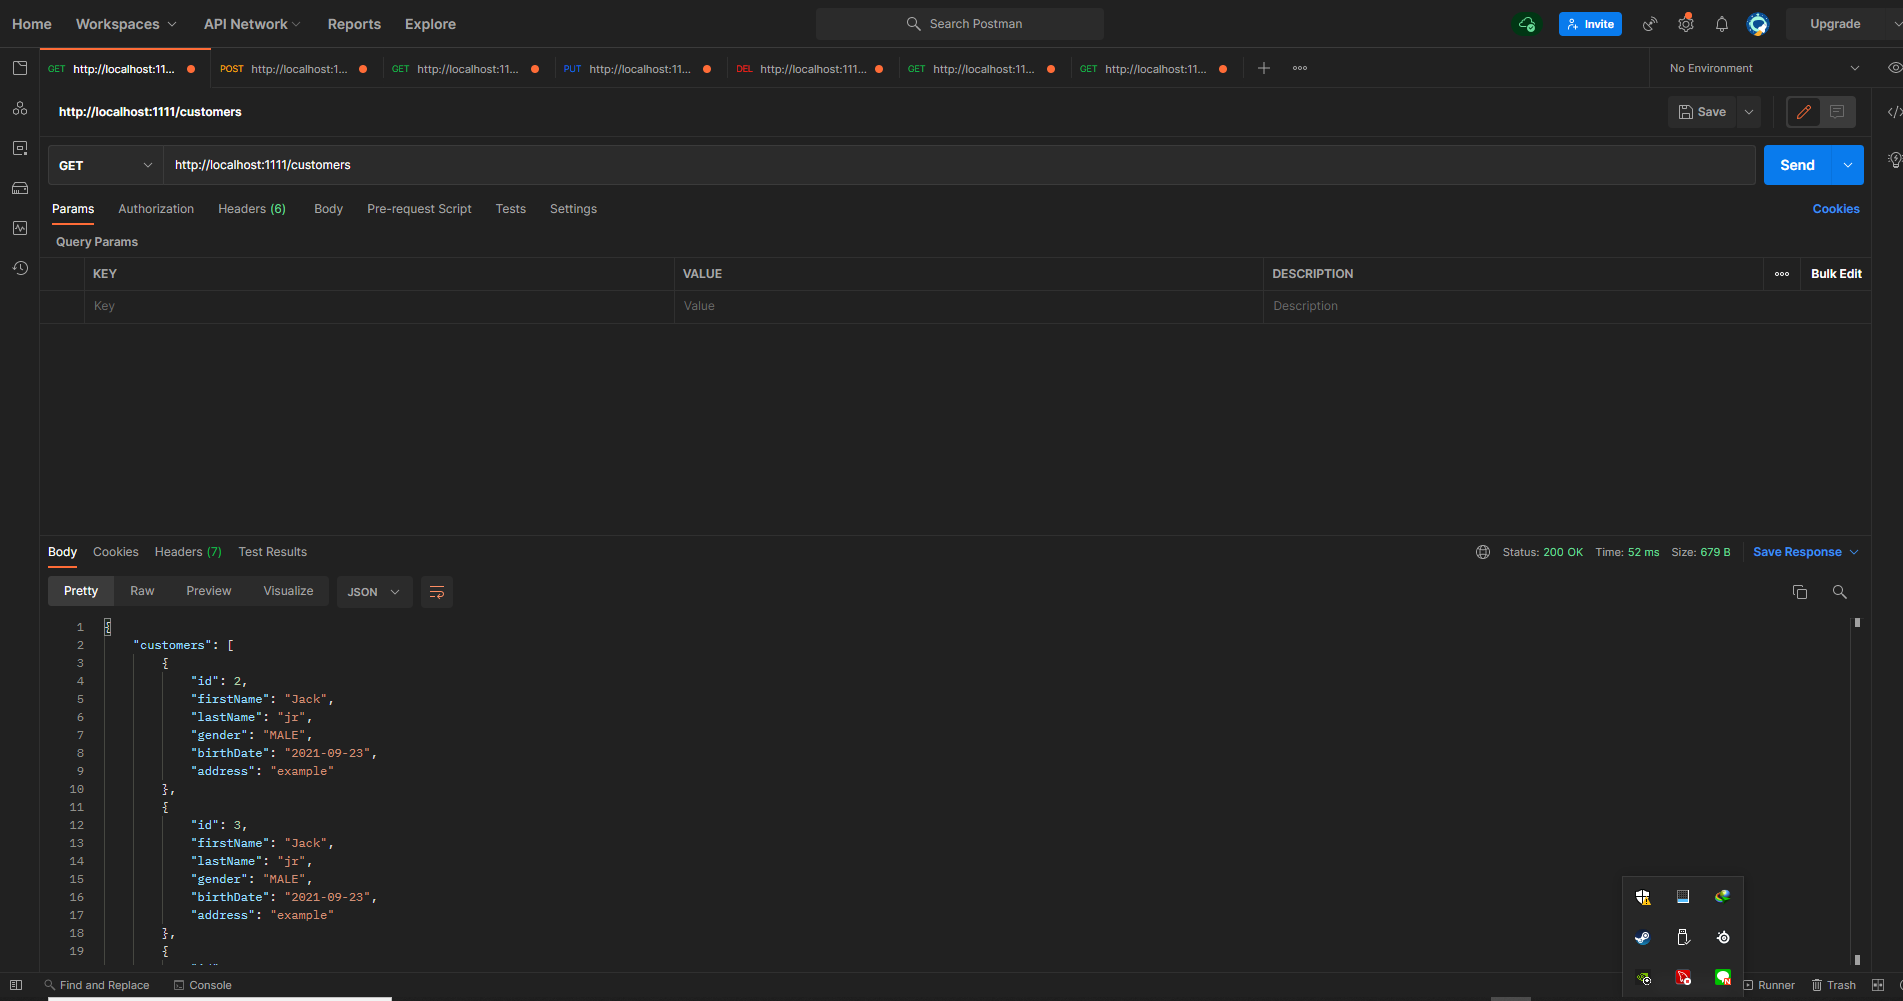 Home Workspaces API Network Reports Explore Search Postman Invite Upgrade
GET http://localhost:11... POST http://localhost:1... GET http://localhost:11... PUT http://localhost:11... DEL http://localhost:111... GET http://localhost:11... GET http://localhost:11... No Environment
http://localhost:1111/customers Save
GET http://localhost:1111/customers Send
Params Authorization Headers (6) Body Pre-request Script Tests Settings Cookies
Query Params
KEY VALUE DESCRIPTION Bulk Edit
Key Value Description
Body Cookies Headers (7) Test Results Status: 200 OK Time: 52 ms Size: 679 B Save Response
Pretty Raw Preview Visualize JSON
1 {
2 "customers": [
3 {
4 "id": 2,
5 "firstName": "Jack",
6 "lastName": "jr",
7 "gender": "MALE",
8 "birthDate": "2021-09-23",
9 "address": "example"
10 },
11 {
12 "id": 3,
13 "firstName": "Jack",
14 "lastName": "jr",
15 "gender": "MALE",
16 "birthDate": "2021-09-23",
17 "address": "example"
18 },
19 {
Find and Replace Console Runner Trash